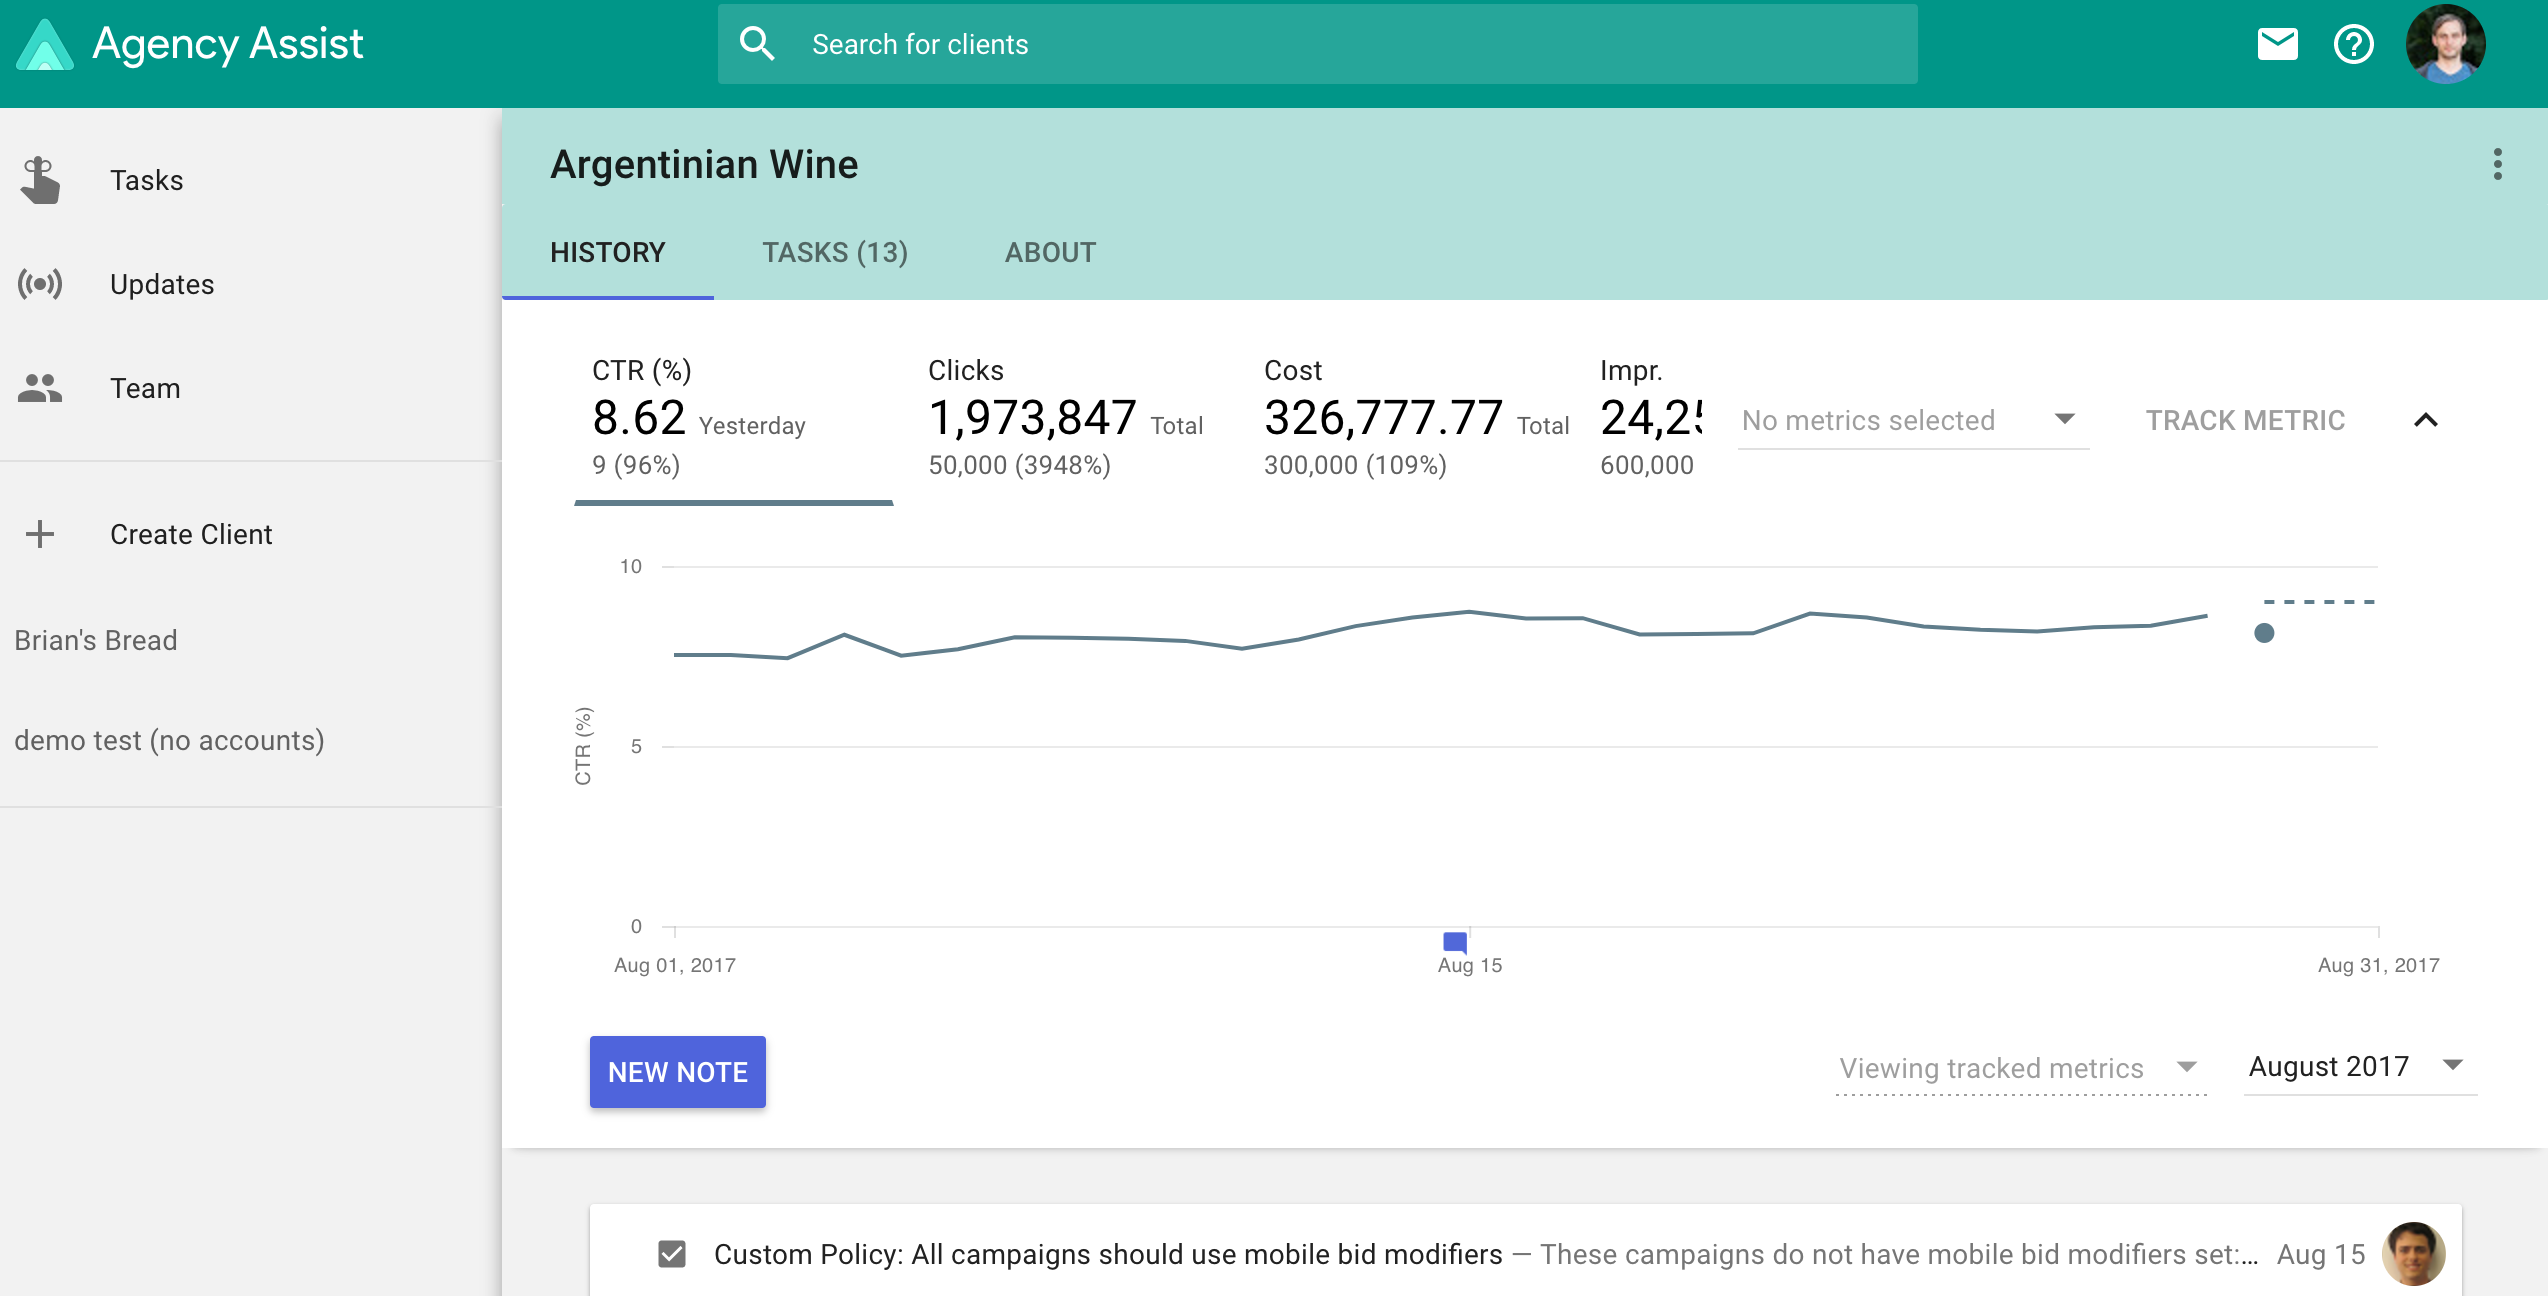 Agency Assist
Search for clients
Tasks
Updates
Team
Create Client
Brian's Bread
demo test (no accounts)
Argentinian Wine
HISTORY TASKS (13) ABOUT
CTR (%)
8.62 Yesterday
9 (96%)
Clicks
1,973,847 Total
50,000 (3948%)
Cost
326,777.77 Total
300,000 (109%)
Impr.
24,25
600,000
No metrics selected
TRACK METRIC
10
5
0
CTR (%)
Aug 01, 2017 Aug 15 Aug 31, 2017
NEW NOTE
Viewing tracked metrics August 2017
Custom Policy: All campaigns should use mobile bid modifiers — These campaigns do not have mobile bid modifiers set:... Aug 15